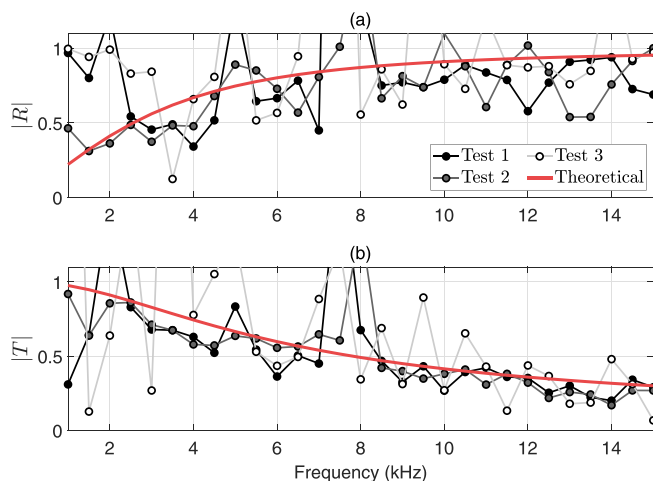 (a)
1
0.5
0
|R|
Test 1
Test 3
Test 2
Theoretical
2 4 6 8 10 12 14
(b)
1
0.5
0
|T|
2 4 6 8 10 12 14
Frequency (kHz)